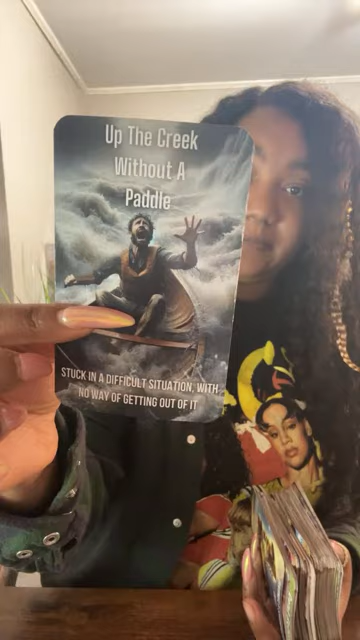 Up The Creek
Without A
Paddle
STUCK IN A DIFFICULT SITUATION, WITH
NO WAY OF GETTING OUT OF IT